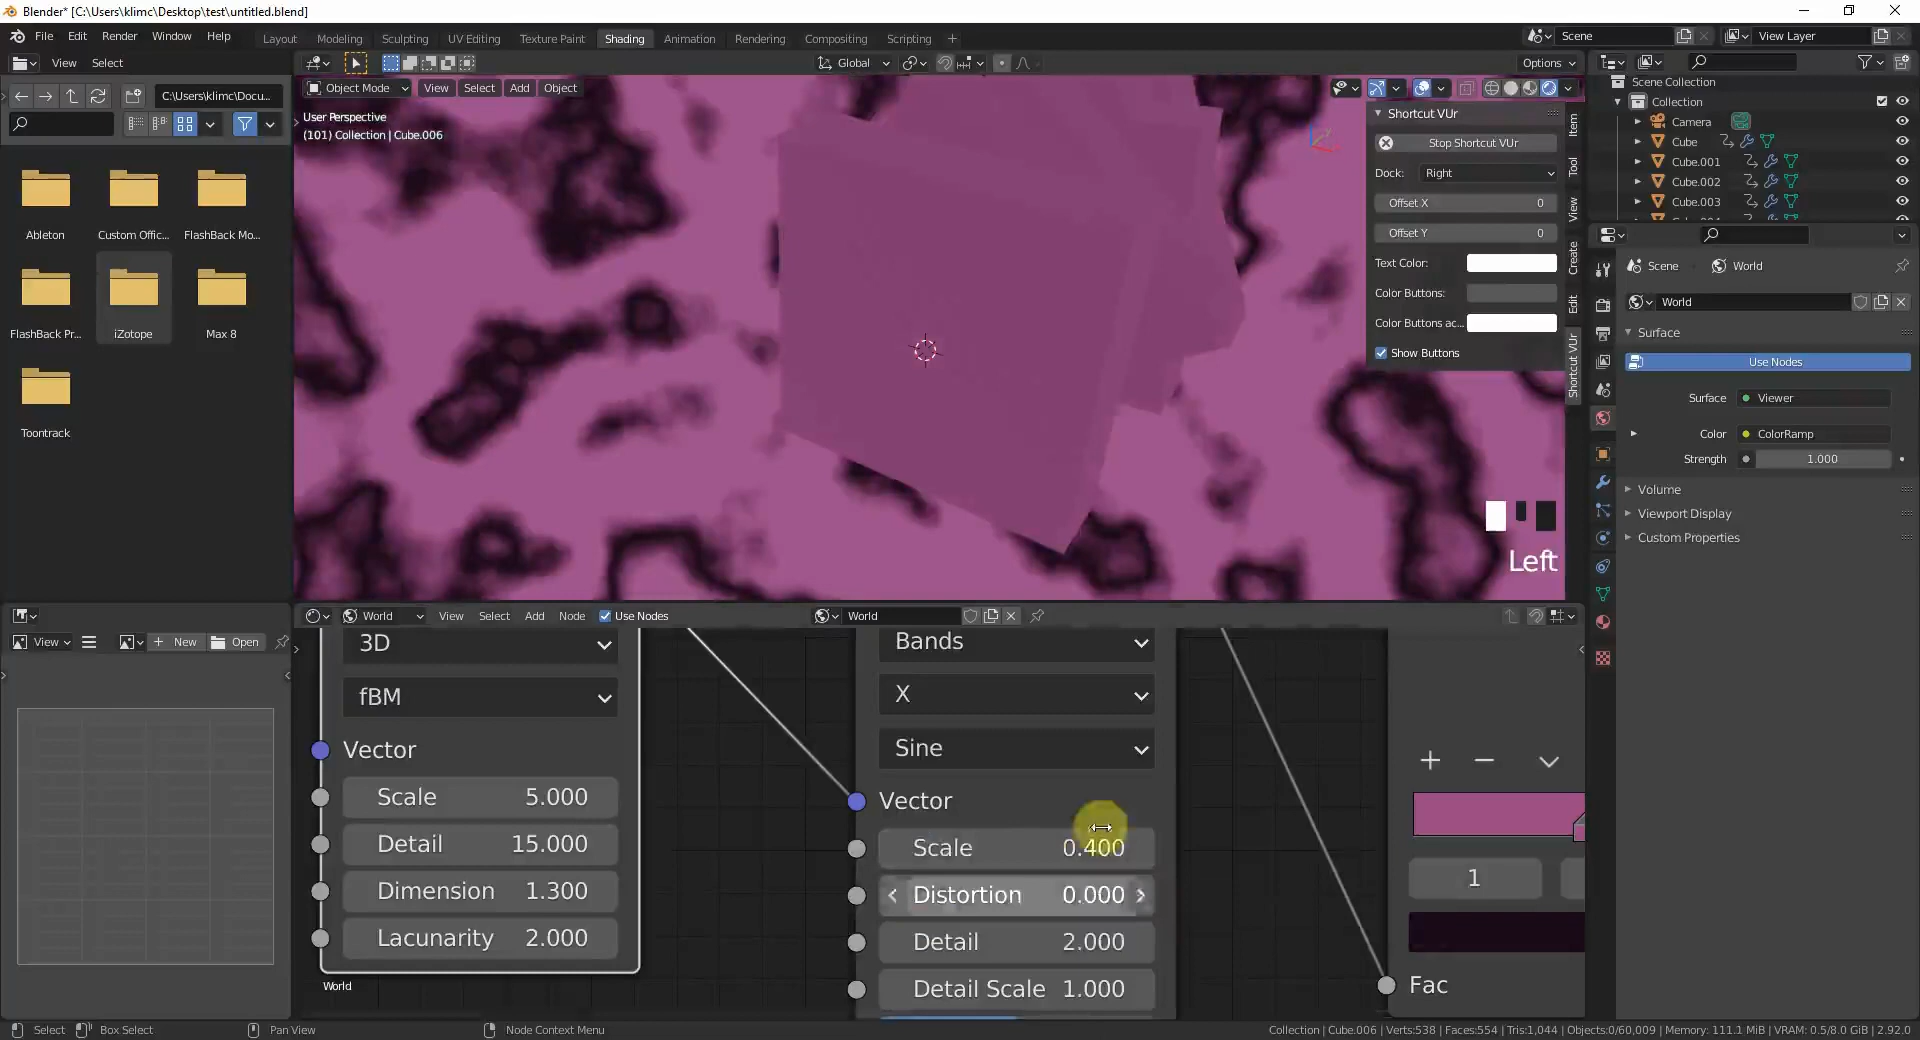 Blender* [C:\Users\klimc\Desktop\test\untitled.blend]
File Edit Render Window Help
Layout Modeling Sculpting UV Editing Texture Paint Shading Animation Rendering Compositing Scripting
Scene
View Layer
View Select
Global
Options
C:\Users\klimc\Docu...
Object Mode View Select Add Object
User Perspective
(101) Collection | Cube.006
Ableton
Custom Offic...
FlashBack Mo...
FlashBack Pr...
iZotope
Max 8
Toontrack
Shortcut VUr
Stop Shortcut VUr
Dock: Right
Offset X 0
Offset Y 0
Text Color:
Color Buttons:
Color Buttons ac...
Show Buttons
Item
Tool
View
Create
Edit
Shortcut VUr
Left
Scene Collection
Collection
Camera
Cube
Cube.001
Cube.002
Cube.003
Scene World
World
Surface
Use Nodes
Surface Viewer
Color ColorRamp
Strength 1.000
Volume
Viewport Display
Custom Properties
View New Open
World View Select Add Node Use Nodes World
3D
fBM
Vector
Scale 5.000
Detail 15.000
Dimension 1.300
Lacunarity 2.000
World
Bands
X
Sine
Vector
Scale 0.400
Distortion 0.000
Detail 2.000
Detail Scale 1.000
1
Fac
Select Box Select Pan View Node Context Menu
Collection | Cube.006 | Verts:538 | Faces:554 | Tris:1,044 | Objects:0/60,009 | Memory: 111.1 MiB | VRAM: 0.5/8.0 GiB | 2.92.0